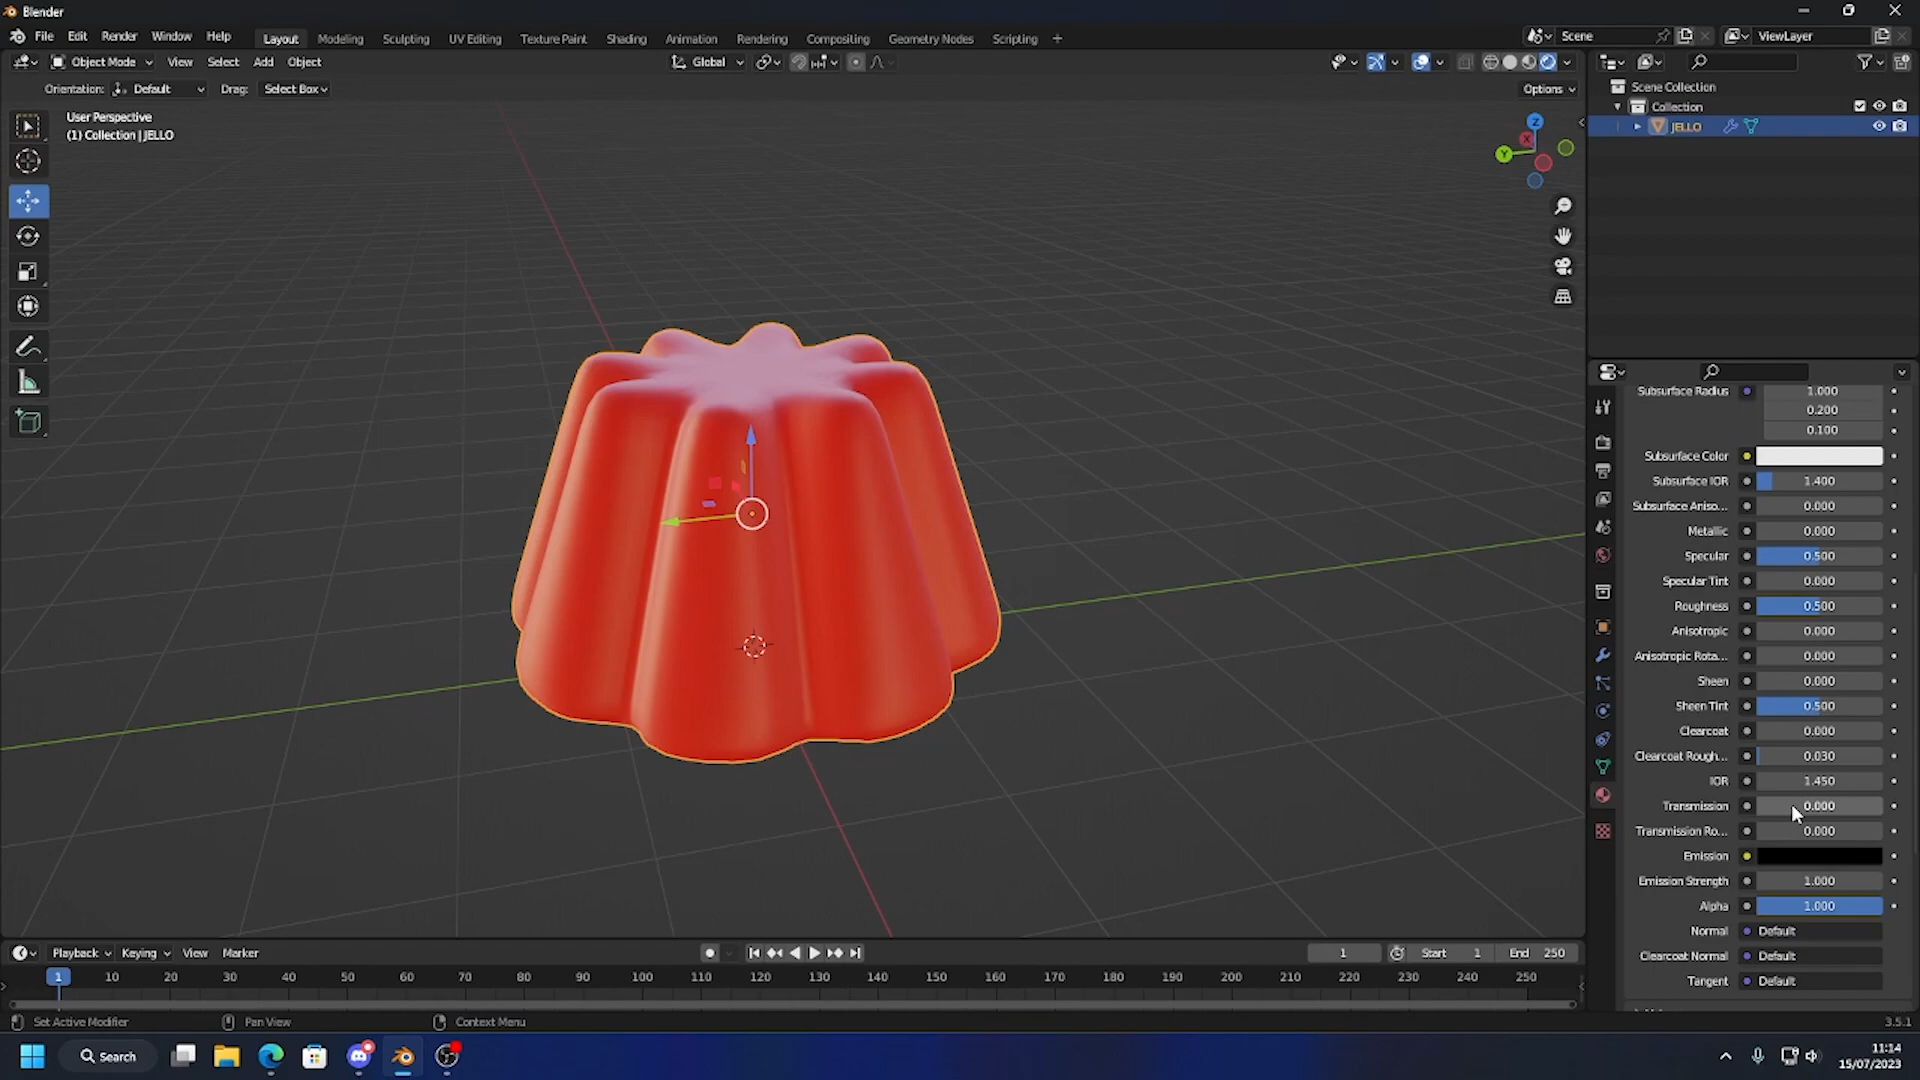 Blender
File Edit Render Window Help Layout Modeling Sculpting UV Editing Texture Paint Shading Animation Rendering Compositing Geometry Nodes Scripting + Scene ViewLayer
Object Mode View Select Add Object Global
Orientation: Default Drag: Select Box Options
User Perspective
(1) Collection | JELLO
Z
X
Y
Scene Collection
Collection
JELLO
Subsurface Radius 1.000
0.200
0.100
Subsurface Color
Subsurface IOR 1.400
Subsurface Aniso... 0.000
Metallic 0.000
Specular 0.500
Specular Tint 0.000
Roughness 0.500
Anisotropic 0.000
Anisotropic Rota... 0.000
Sheen 0.000
Sheen Tint 0.500
Clearcoat 0.000
Clearcoat Rough... 0.030
IOR 1.450
Transmission 0.000
Transmission Ro... 0.000
Emission
Emission Strength 1.000
Alpha 1.000
Normal Default
Clearcoat Normal Default
Tangent Default
Playback Keying View Marker 1 Start 1 End 250
1 10 20 30 40 50 60 70 80 90 100 110 120 130 140 150 160 170 180 190 200 210 220 230 240 250
Set Active Modifier Pan View Context Menu 3.5.1
Search
11:14
15/07/2023